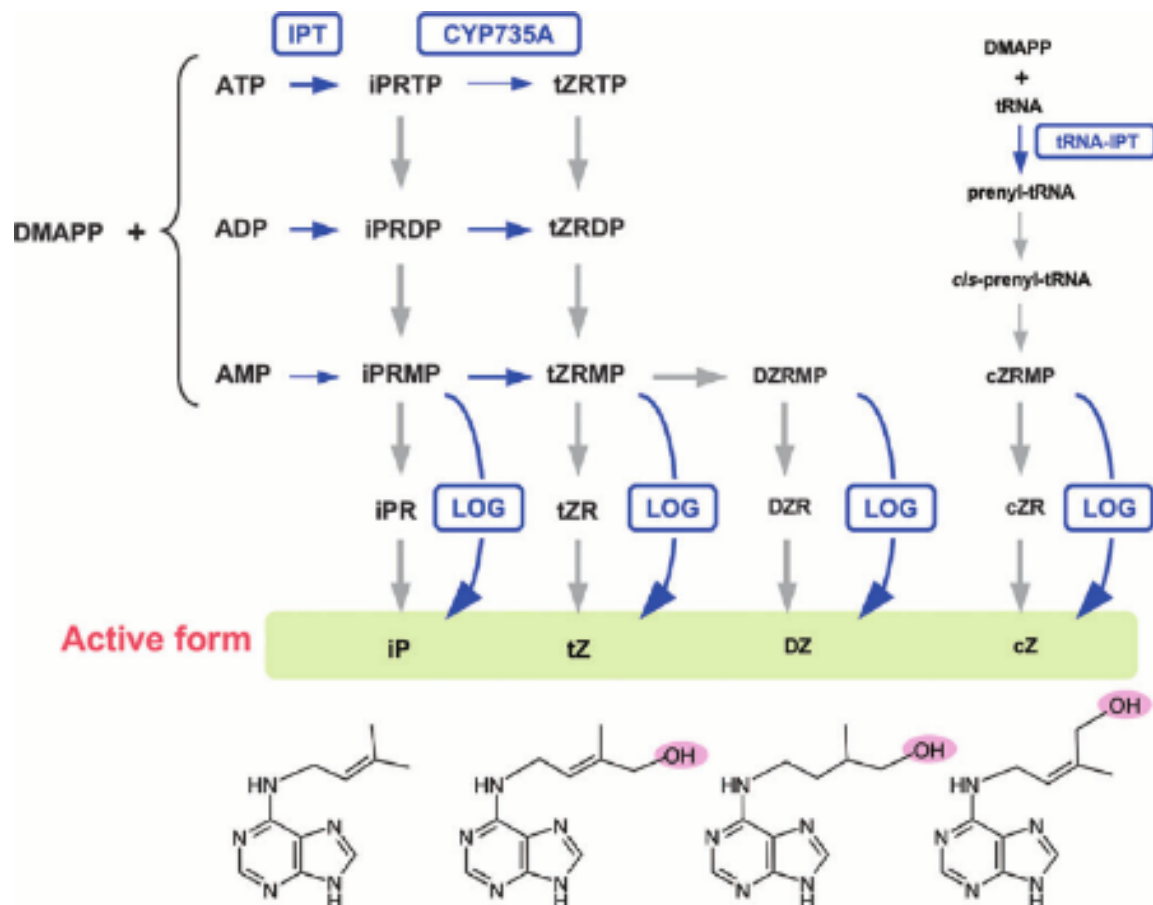 IPT CYP735A
DMAPP
+
tRNA
ATP iPRTP tZRTP
tRNA-IPT
prenyl-tRNA
DMAPP + ADP iPRDP tZRDP
cis-prenyl-tRNA
AMP iPRMP tZRMP DZRMP cZRMP
iPR LOG tZR LOG DZR LOG cZR LOG
Active form iP tZ DZ cZ
OH
OH OH
HN HN HN HN
N N N N N N N N
N N N N N N N N
H H H H